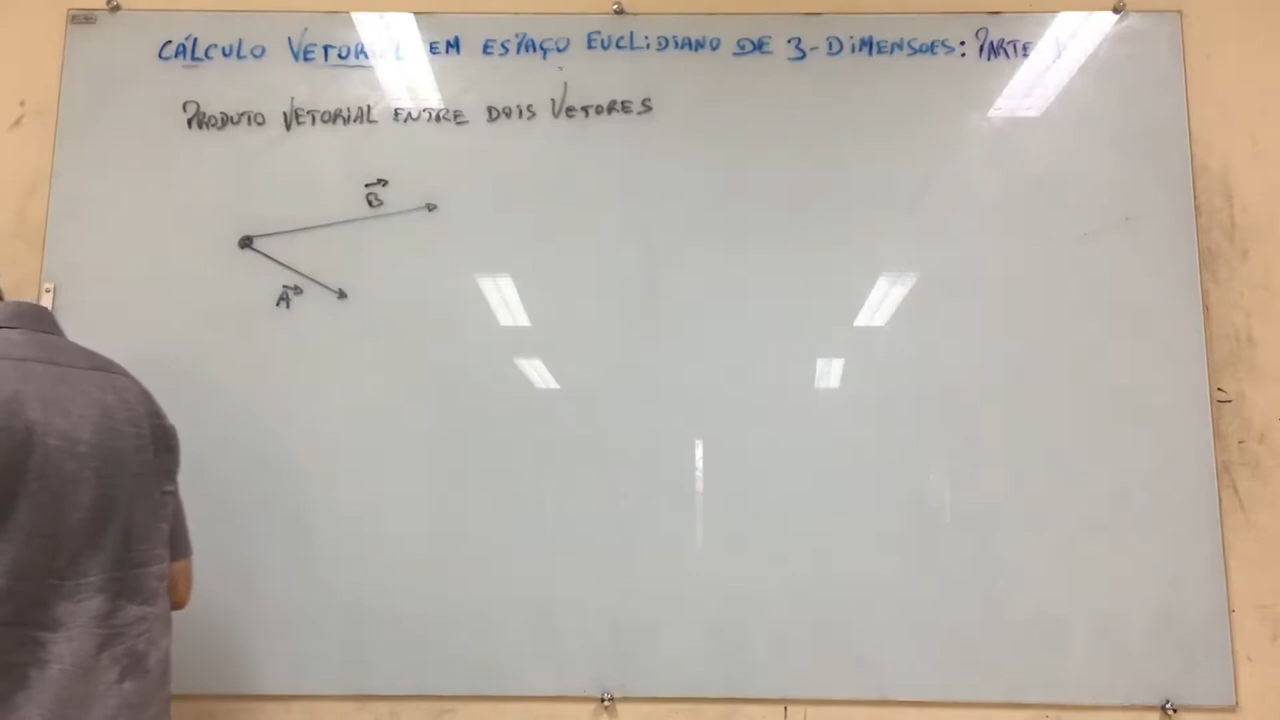 CÁLCULO VETORIAL EM ESPAÇO EUCLIDIANO DE 3-DIMENSOES: PARTE
PRODUTO VETORIAL ENTRE DOIS VETORES
B
A